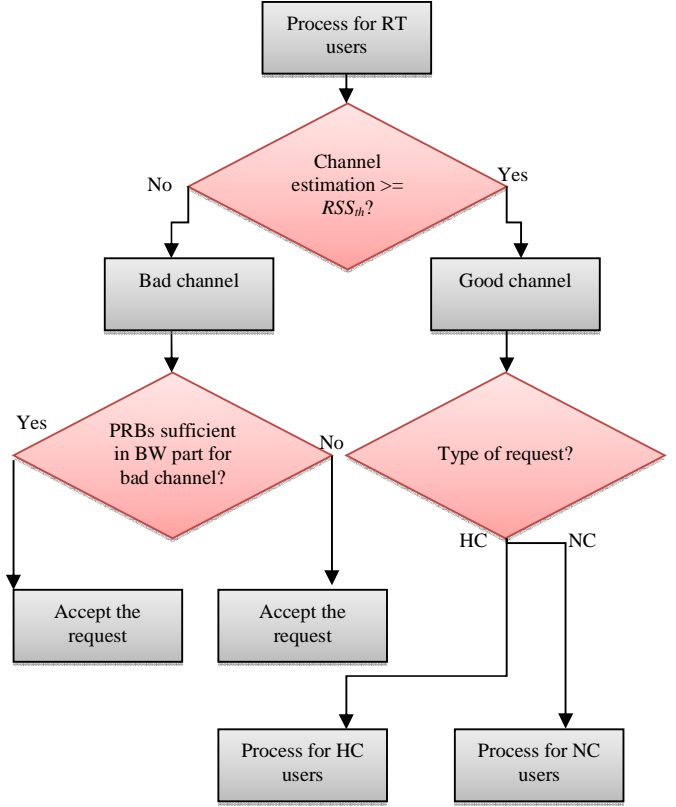 Process for RT
users
Channel
estimation >=
RSSth?
No
Yes
Bad channel
Good channel
Yes
PRBs sufficient
in BW part for
bad channel?
No
Type of request?
HC
NC
Accept the
request
Accept the
request
Process for HC
users
Process for NC
users